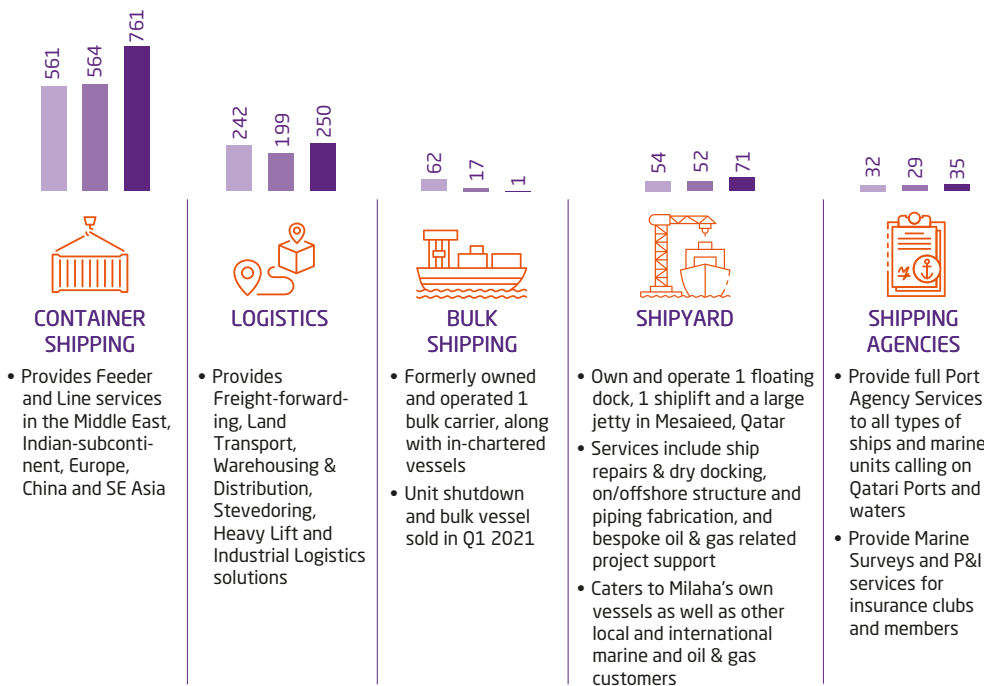 561
564
761
CONTAINER
SHIPPING
• Provides Feeder
and Line services
in the Middle East,
Indian-subconti-
nent, Europe,
China and SE Asia
242
199
250
LOGISTICS
• Provides
Freight-forward-
ing, Land
Transport,
Warehousing &
Distribution,
Stevedoring,
Heavy Lift and
Industrial Logistics
solutions
62
17
1
BULK
SHIPPING
• Formerly owned
and operated 1
bulk carrier, along
with in-chartered
vessels
• Unit shutdown
and bulk vessel
sold in Q1 2021
54
52
71
SHIPYARD
• Own and operate 1 floating
dock, 1 shiplift and a large
jetty in Mesaieed, Qatar
• Services include ship
repairs & dry docking,
on/offshore structure and
piping fabrication, and
bespoke oil & gas related
project support
• Caters to Milaha's own
vessels as well as other
local and international
marine and oil & gas
customers
32
29
35
SHIPPING
AGENCIES
• Provide full Port
Agency Services
to all types of
ships and marine
units calling on
Qatari Ports and
waters
• Provide Marine
Surveys and P&I
services for
insurance clubs
and members